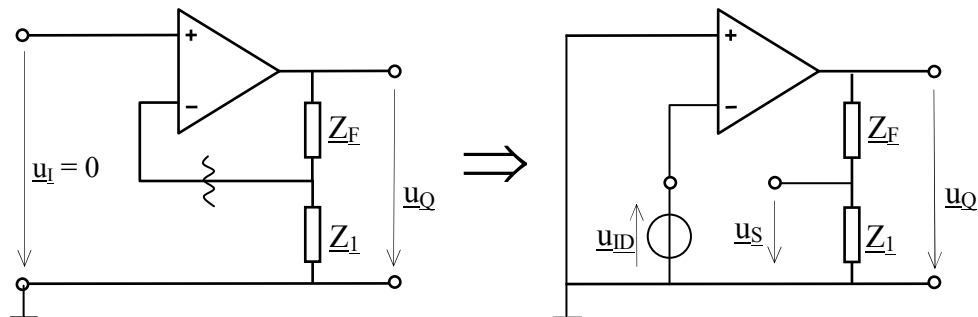 +
−
Z_F
u_I = 0
u_Q
Z_1
⇒
+
−
Z_F
u_ID
u_S
u_Q
Z_1